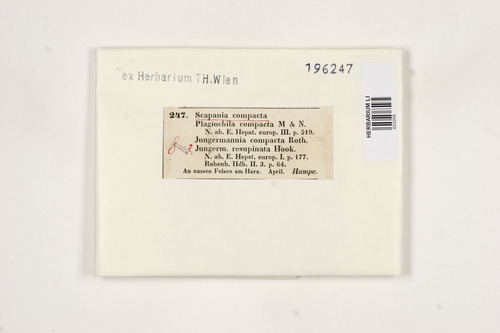 ex Herbarium TH.Wien
196247
HERBARIUM LI
247. Scapania compacta
Plagiochila compacta M & N.
N. ab. E. Hepat. europ. III. p. 519.
Jungermannia compacta Roth.
Jungerm. resupinata Hook.
N. ab. E. Hepat. europ. I. p. 177.
Rabenh. Hdb. II. 3. p. 64.
An nassen Felsen am Harz. April. Hampe.